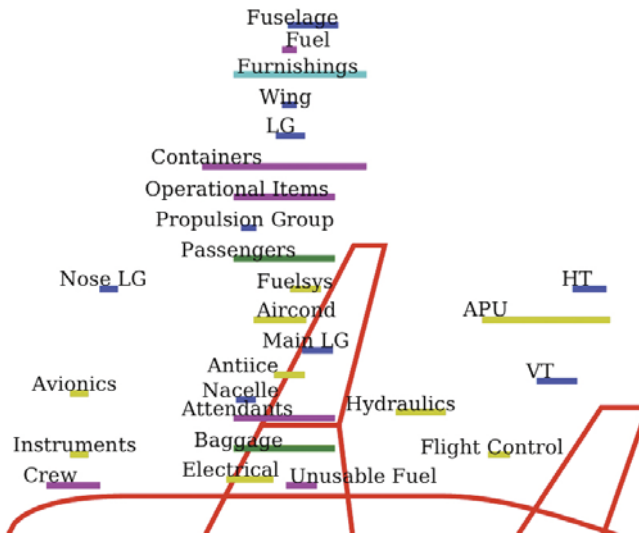 Fuselage
Fuel
Furnishings
Wing
LG
Containers
Operational Items
Propulsion Group
Passengers
Nose LG
Fuelsys
HT
Aircond
APU
Main LG
Antiice
VT
Avionics
Nacelle
Attendants
Hydraulics
Instruments
Baggage
Flight Control
Crew
Electrical
Unusable Fuel